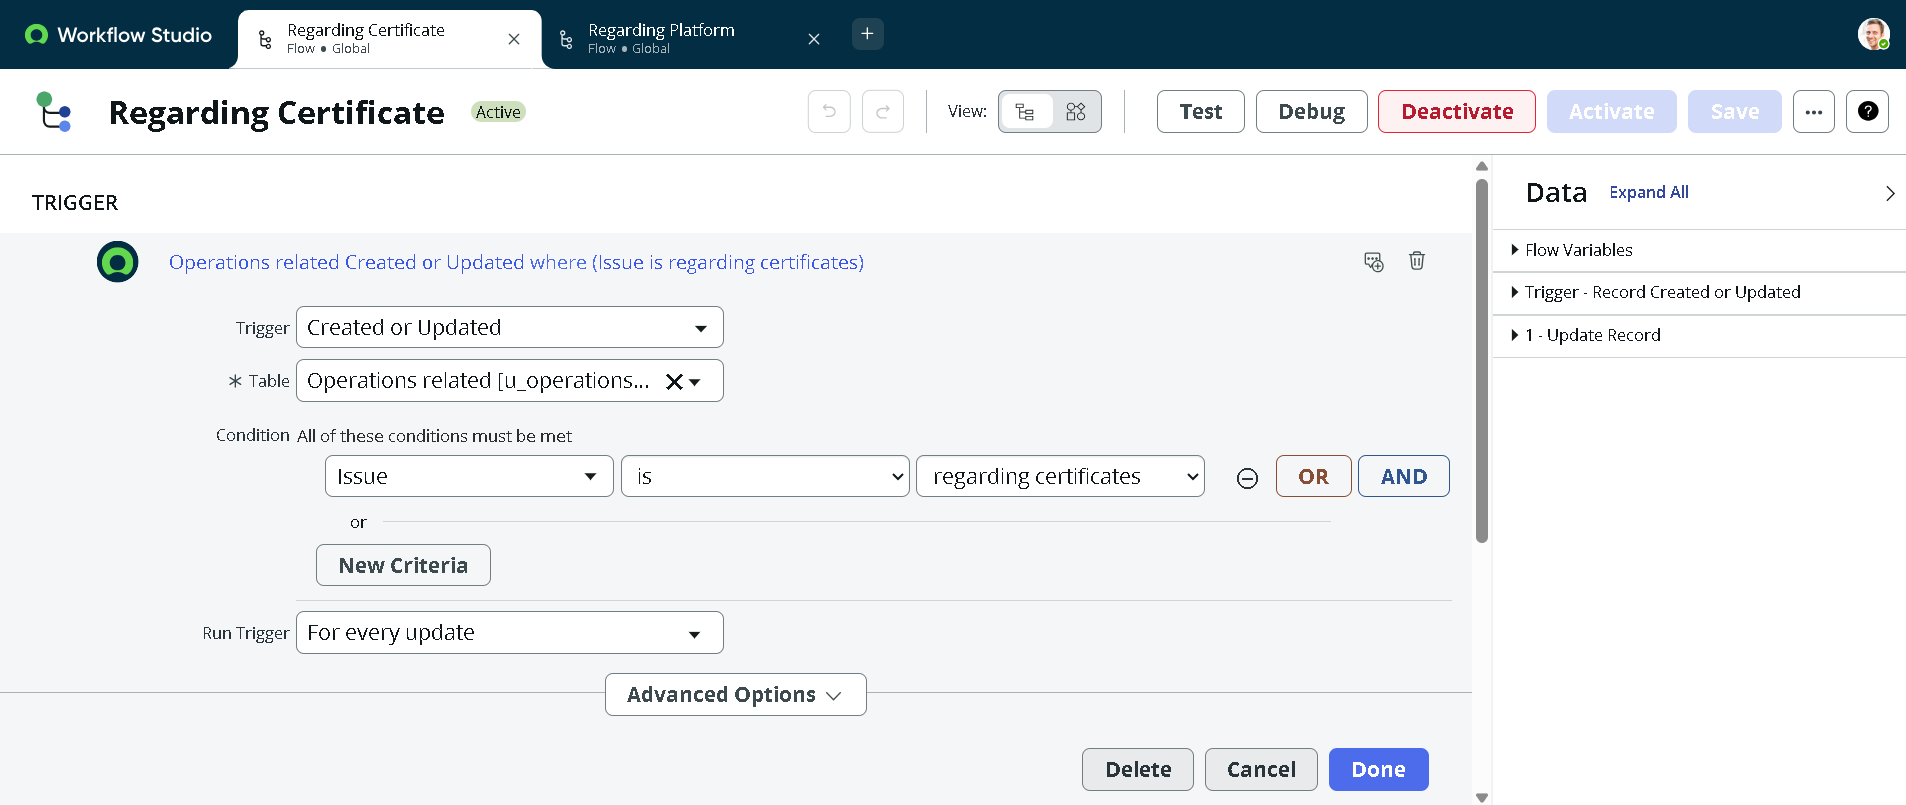 Workflow Studio
Regarding Certificate
Flow • Global
Regarding Platform
Flow • Global
Regarding Certificate
Active
View:
Test
Debug
Deactivate
Activate
Save
TRIGGER
Operations related Created or Updated where (Issue is regarding certificates)
Trigger
Created or Updated
* Table
Operations related [u_operations...
Condition
All of these conditions must be met
Issue
is
regarding certificates
OR
AND
or
New Criteria
Run Trigger
For every update
Advanced Options
Delete
Cancel
Done
Data
Expand All
Flow Variables
Trigger - Record Created or Updated
1 - Update Record